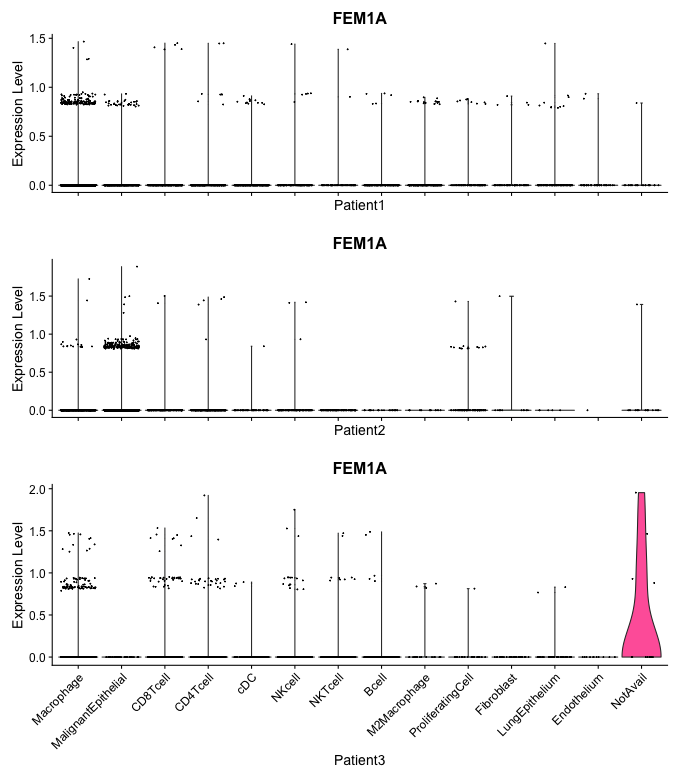 FEM1A
Expression Level
1.5
1.0
0.5
0.0
Patient1
FEM1A
Expression Level
1.5
1.0
0.5
0.0
Patient2
FEM1A
Expression Level
2.0
1.5
1.0
0.5
0.0
Macrophage
MalignantEpithelial
CD8Tcell
CD4Tcell
cDC
NKcell
NKTcell
Bcell
M2Macrophage
ProliferatingCell
Fibroblast
LungEpithelium
Endothelium
NotAvail
Patient3